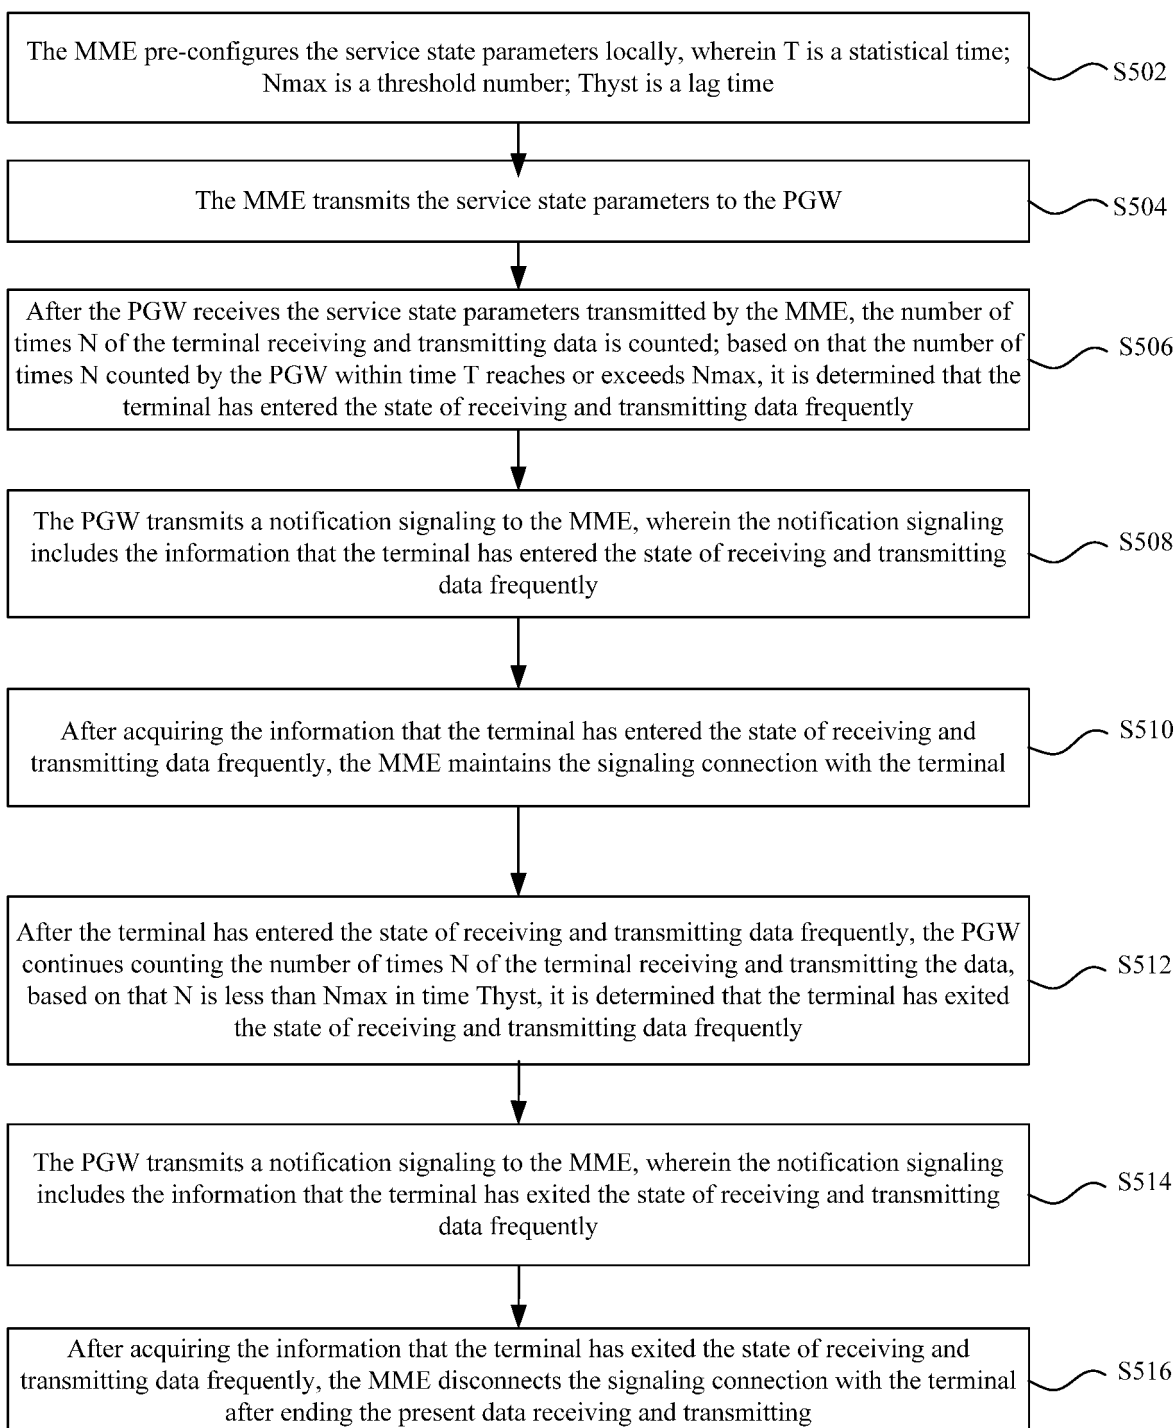 The MME pre-configures the service state parameters locally, wherein T is a statistical time;
Nmax is a threshold number; Thyst is a lag time
S502
The MME transmits the service state parameters to the PGW
S504
After the PGW receives the service state parameters transmitted by the MME, the number of
times N of the terminal receiving and transmitting data is counted; based on that the number of
times N counted by the PGW within time T reaches or exceeds Nmax, it is determined that the
terminal has entered the state of receiving and transmitting data frequently
S506
The PGW transmits a notification signaling to the MME, wherein the notification signaling
includes the information that the terminal has entered the state of receiving and transmitting
data frequently
S508
After acquiring the information that the terminal has entered the state of receiving and
transmitting data frequently, the MME maintains the signaling connection with the terminal
S510
After the terminal has entered the state of receiving and transmitting data frequently, the PGW
continues counting the number of times N of the terminal receiving and transmitting the data,
based on that N is less than Nmax in time Thyst, it is determined that the terminal has exited
the state of receiving and transmitting data frequently
S512
The PGW transmits a notification signaling to the MME, wherein the notification signaling
includes the information that the terminal has exited the state of receiving and transmitting
data frequently
S514
After acquiring the information that the terminal has exited the state of receiving and
transmitting data frequently, the MME disconnects the signaling connection with the terminal
after ending the present data receiving and transmitting
S516